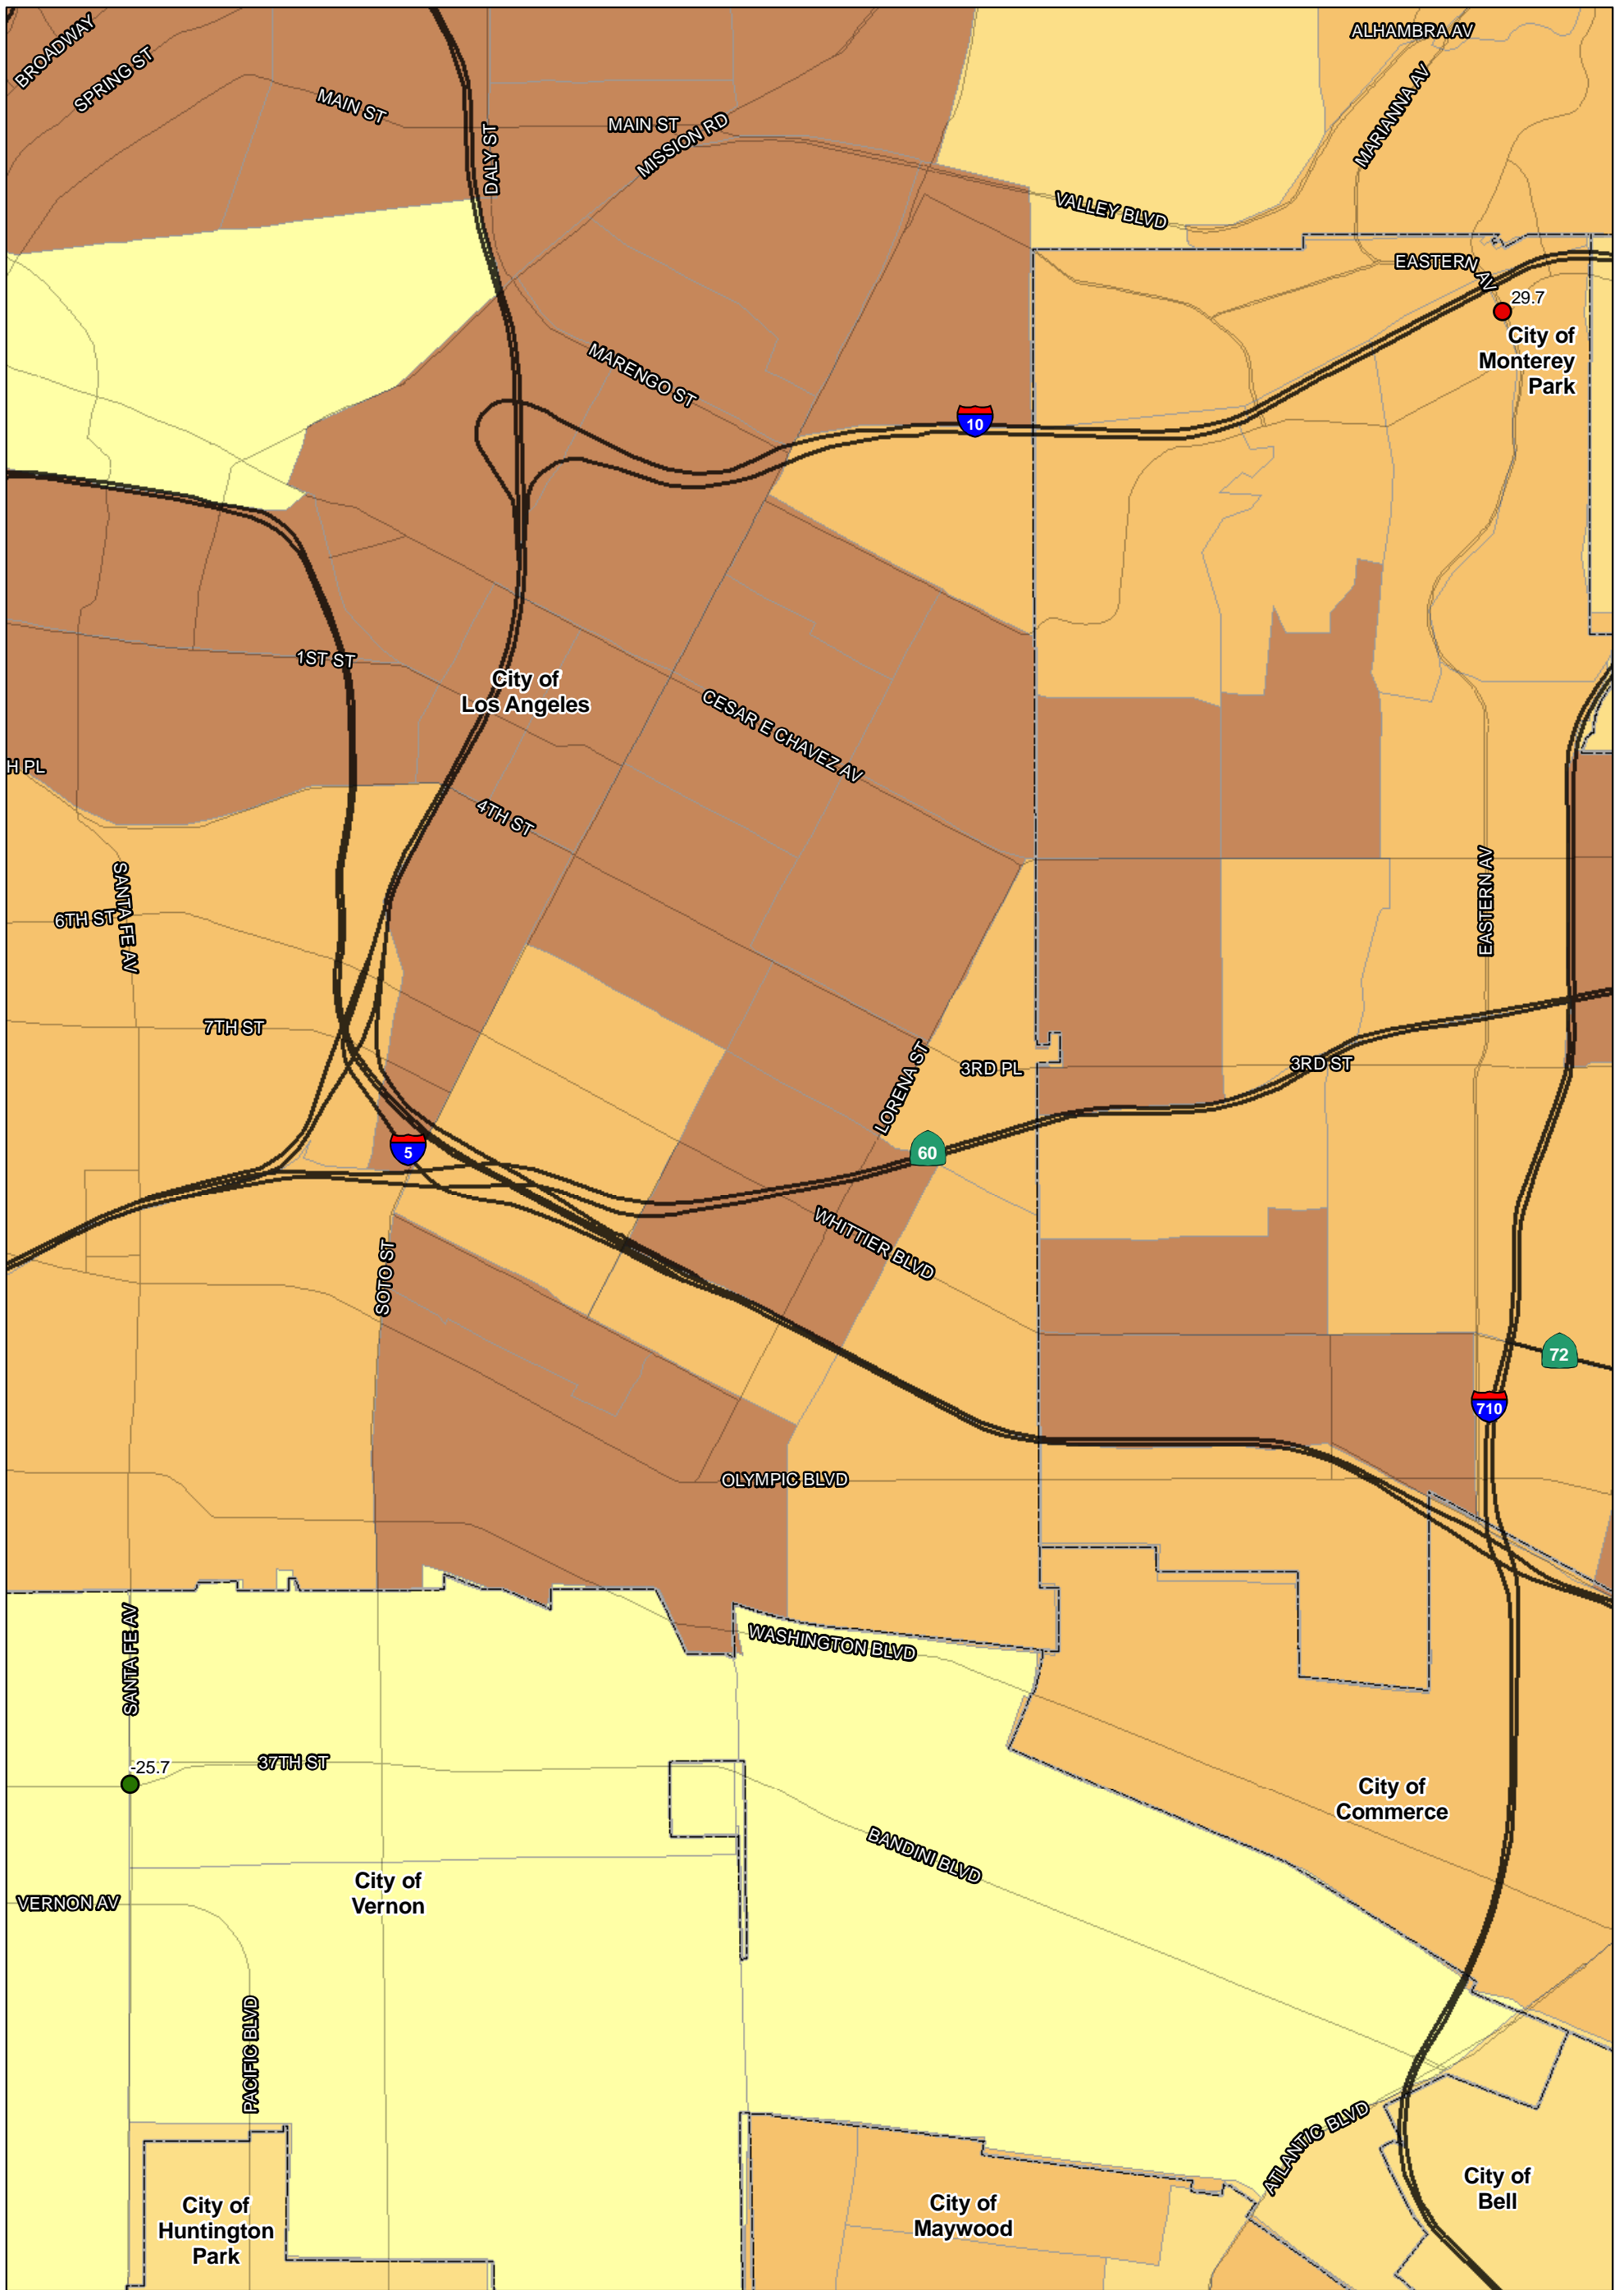 BROADWAY
SPRING ST
MAIN ST
DALY ST
MAIN ST
MISSION RD
ALHAMBRA AV
MARIANNA AV
VALLEY BLVD
EASTERN AV
29.7
City of
Monterey
Park
MARENGO ST
10
1ST ST
City of
Los Angeles
CESAR E CHAVEZ AV
H PL
4TH ST
SANTA FE AV
6TH ST
EASTERN AV
7TH ST
LORENA ST
3RD PL
3RD ST
5
60
WHITTIER BLVD
SOTO ST
72
710
OLYMPIC BLVD
SANTA FE AV
WASHINGTON BLVD
-25.7
37TH ST
City of
Commerce
BANDINI BLVD
City of
Vernon
VERNON AV
PACIFIC BLVD
ATLANTIC BLVD
City of
Bell
City of
Huntington
Park
City of
Maywood